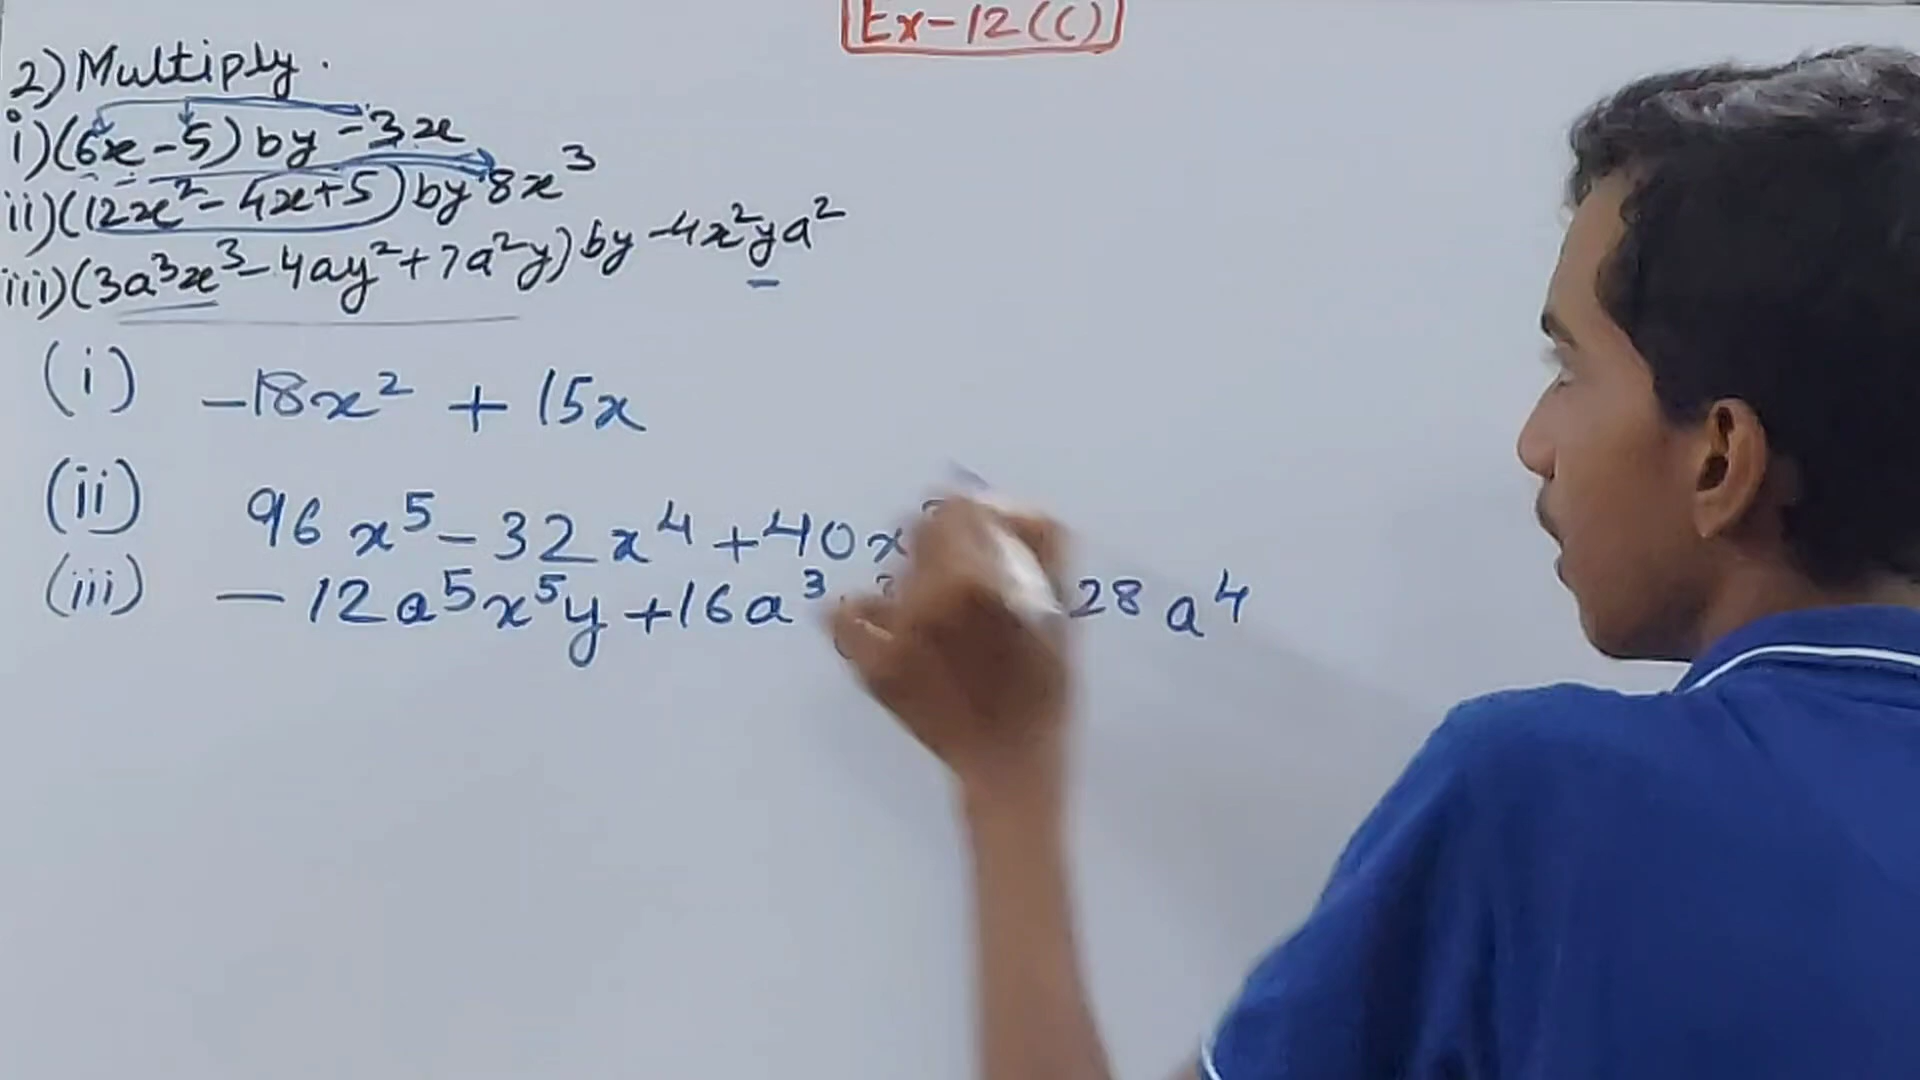 Ex-12(C)
2) Multiply.
i) (6x - 5) by -3x
ii) (12x² - 4x + 5) by 8x³
iii) (3a³x³ - 4ay² + 7a²y) by -4x²ya²
(i) -18x² + 15x
(ii) 96x⁵ - 32x⁴ + 40x
(iii) -12a⁵x⁵y + 16a³ 28a⁴